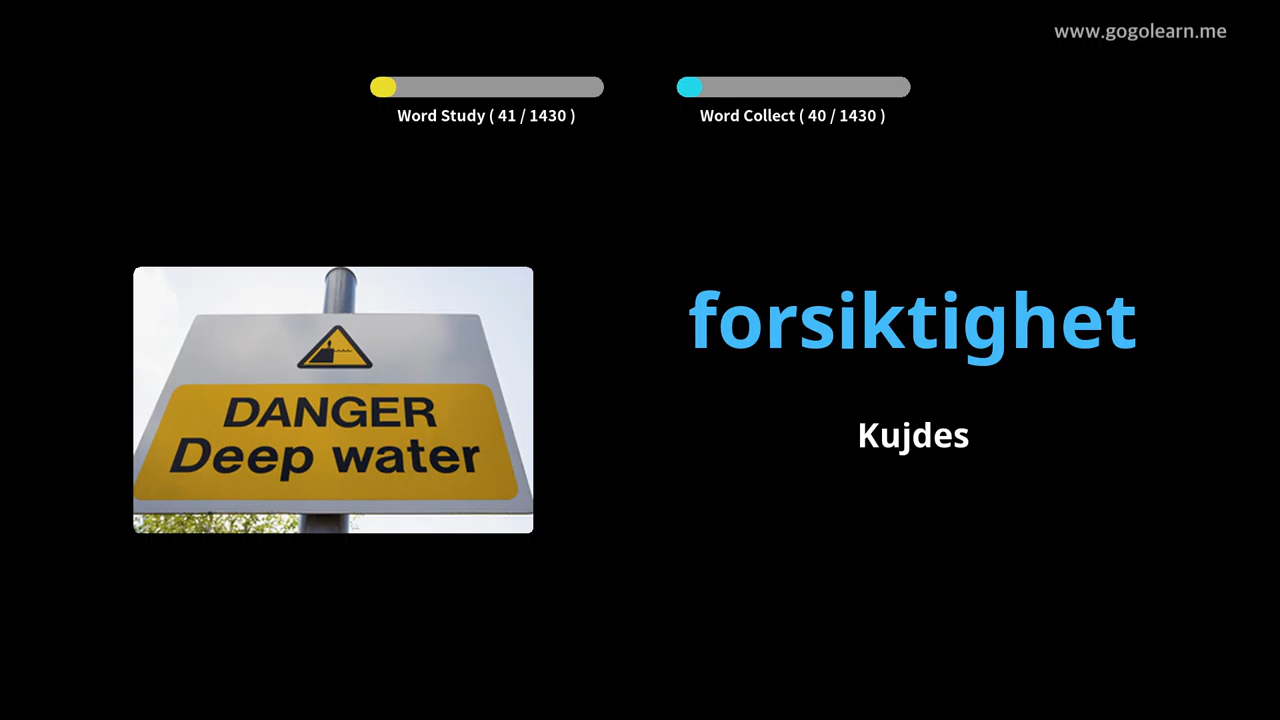 www.gogolearn.me
Word Study ( 41 / 1430 )
Word Collect ( 40 / 1430 )
DANGER
Deep water
forsiktighet
Kujdes